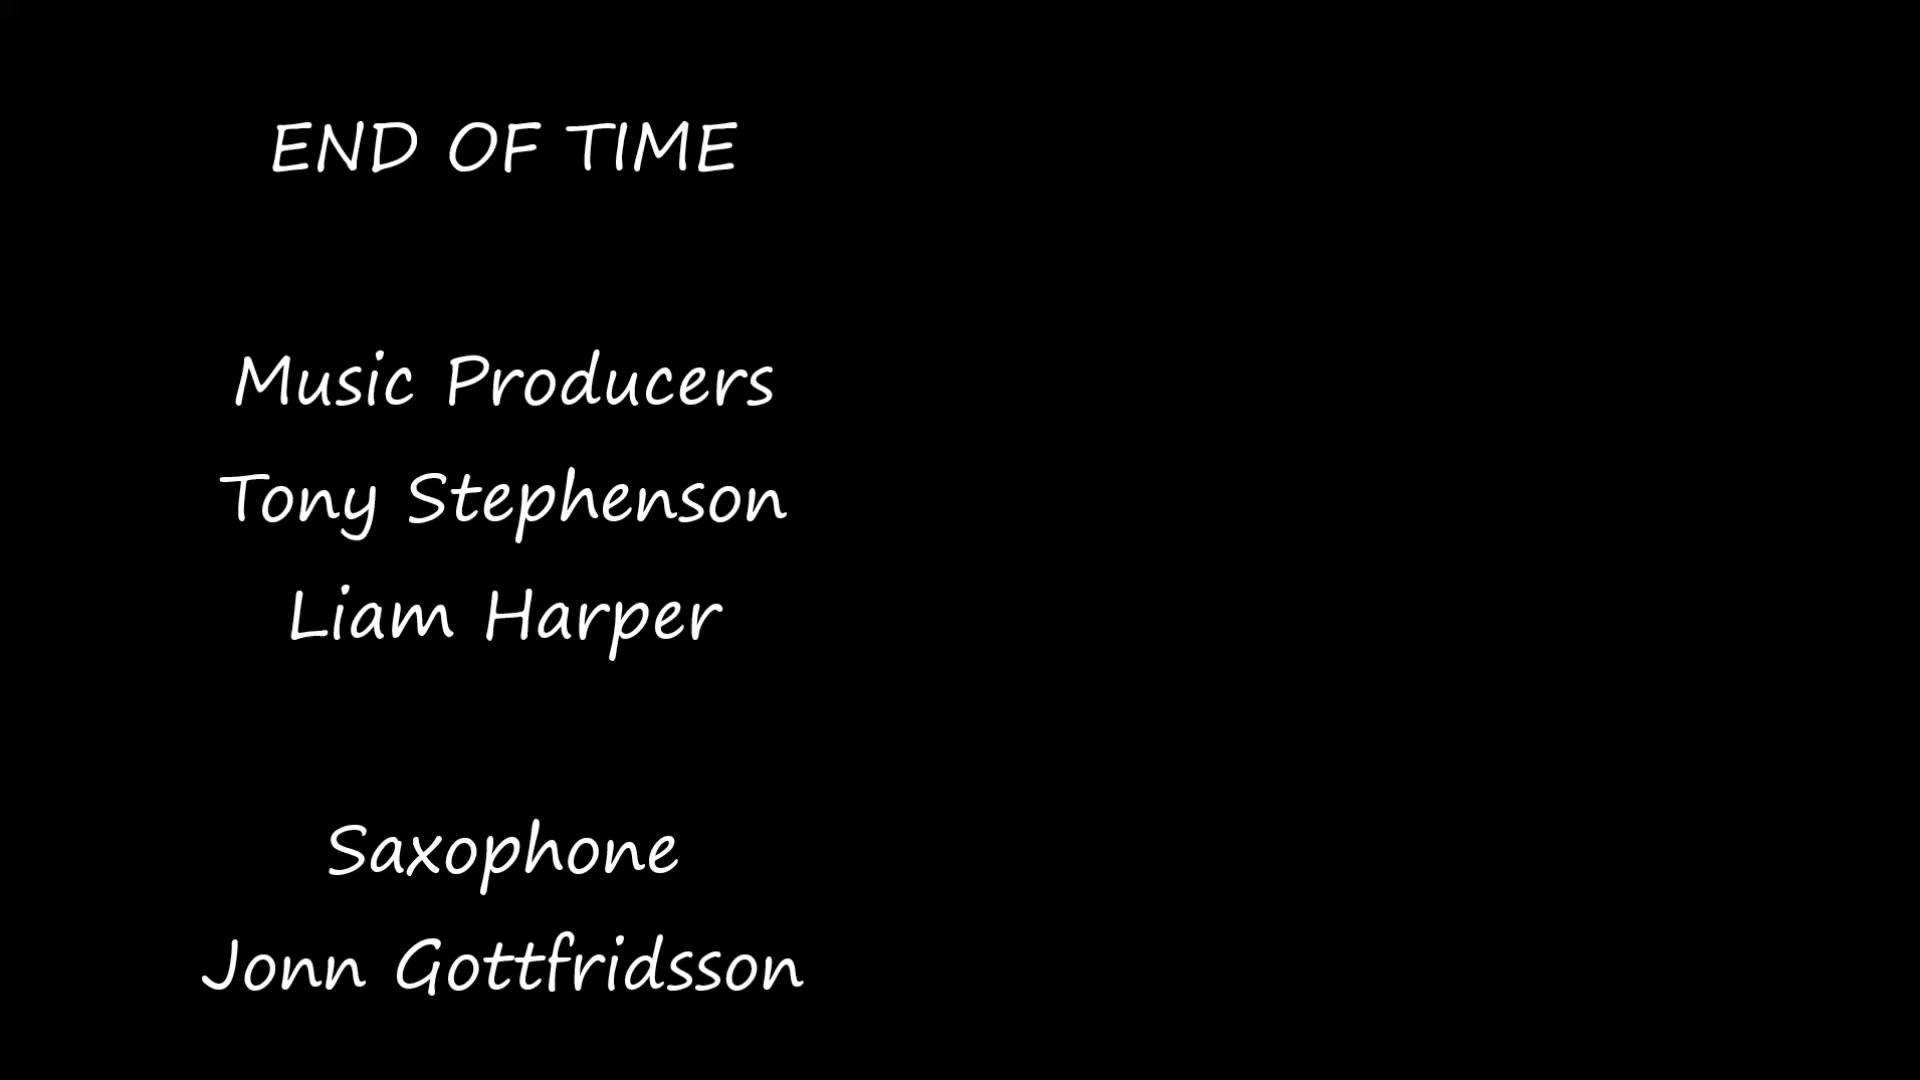 END OF TIME
Music Producers
Tony Stephenson
Liam Harper
Saxophone
Jonn Gottfridsson